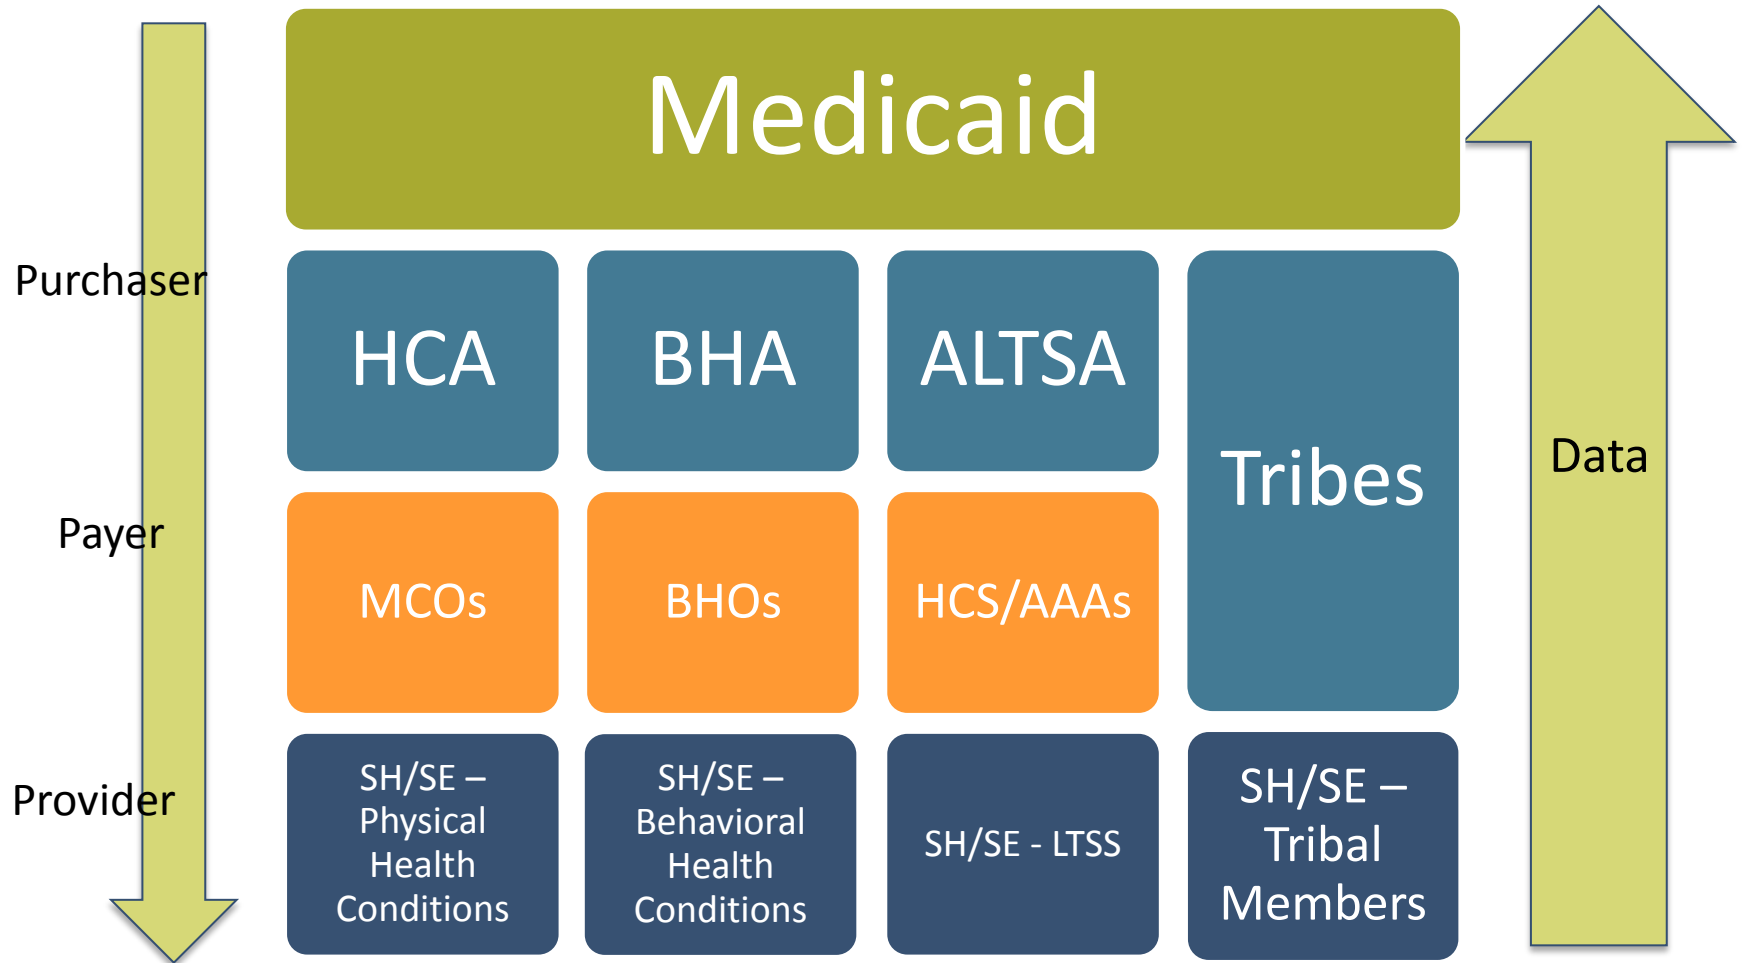 Medicaid
Purchaser
HCA
BHA
ALTSA
Tribes
Data
Payer
MCOs
BHOs
HCS/AAAs
Provider
SH/SE –
Physical
Health
Conditions
SH/SE –
Behavioral
Health
Conditions
SH/SE - LTSS
SH/SE –
Tribal
Members